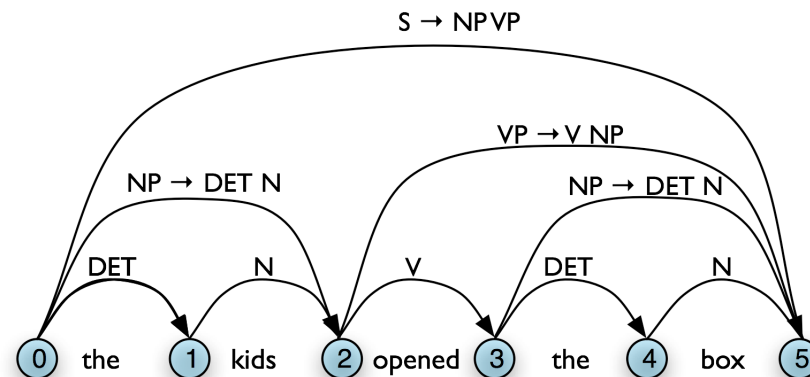 S → NP VP
VP → V NP
NP → DET N
NP → DET N
DET N V DET N
0 the 1 kids 2 opened 3 the 4 box 5